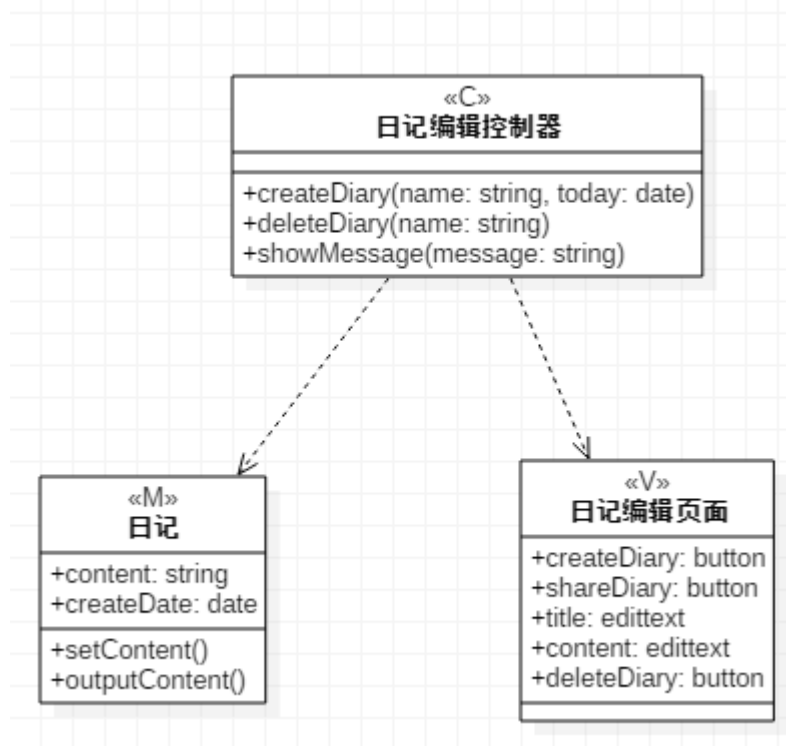 «C»
日记编辑控制器
+createDiary(name: string, today: date)
+deleteDiary(name: string)
+showMessage(message: string)
«M»
日记
+content: string
+createDate: date
+setContent()
+outputContent()
«V»
日记编辑页面
+createDiary: button
+shareDiary: button
+title: edittext
+content: edittext
+deleteDiary: button